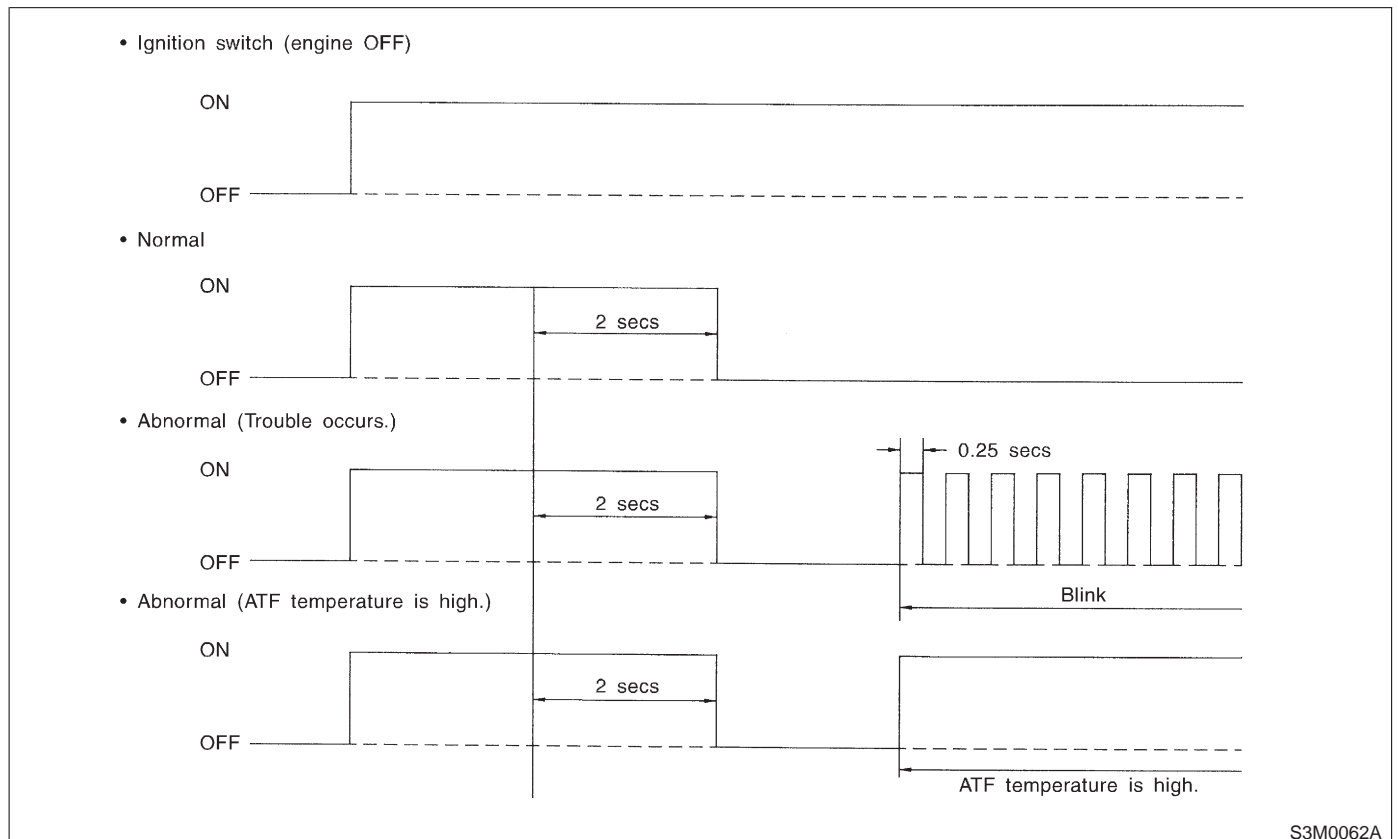 • Ignition switch (engine OFF)
ON
OFF
• Normal
ON
2 secs
OFF
• Abnormal (Trouble occurs.)
ON
0.25 secs
2 secs
OFF
Blink
• Abnormal (ATF temperature is high.)
ON
2 secs
OFF
ATF temperature is high.
S3M0062A